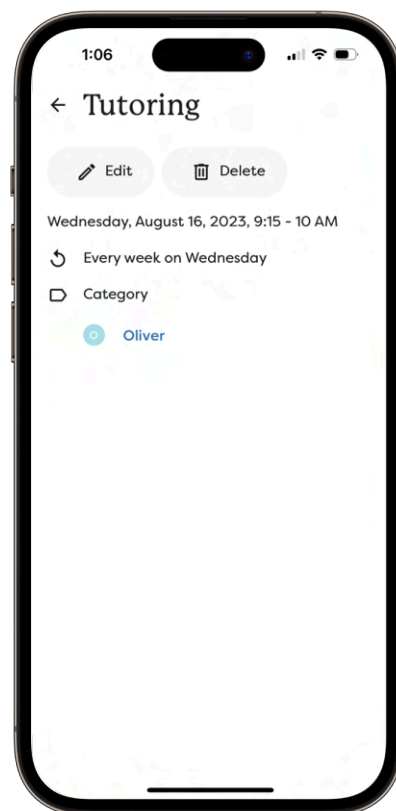 1:06
Tutoring
Edit Delete
Wednesday, August 16, 2023, 9:15 - 10 AM
Every week on Wednesday
Category
O Oliver